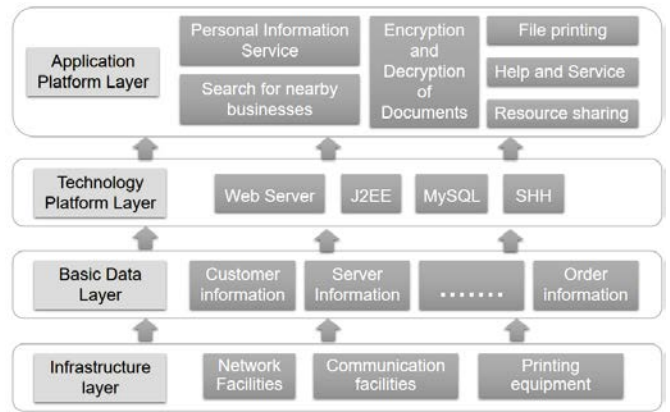 Application
Platform Layer
Personal Information
Service
Search for nearby
businesses
Encryption
and
Decryption
of
Documents
File printing
Help and Service
Resource sharing
Technology
Platform Layer
Web Server
J2EE
MySQL
SHH
Basic Data
Layer
Customer
information
Server
Information
.......
Order
information
Infrastructure
layer
Network
Facilities
Communication
facilities
Printing
equipment